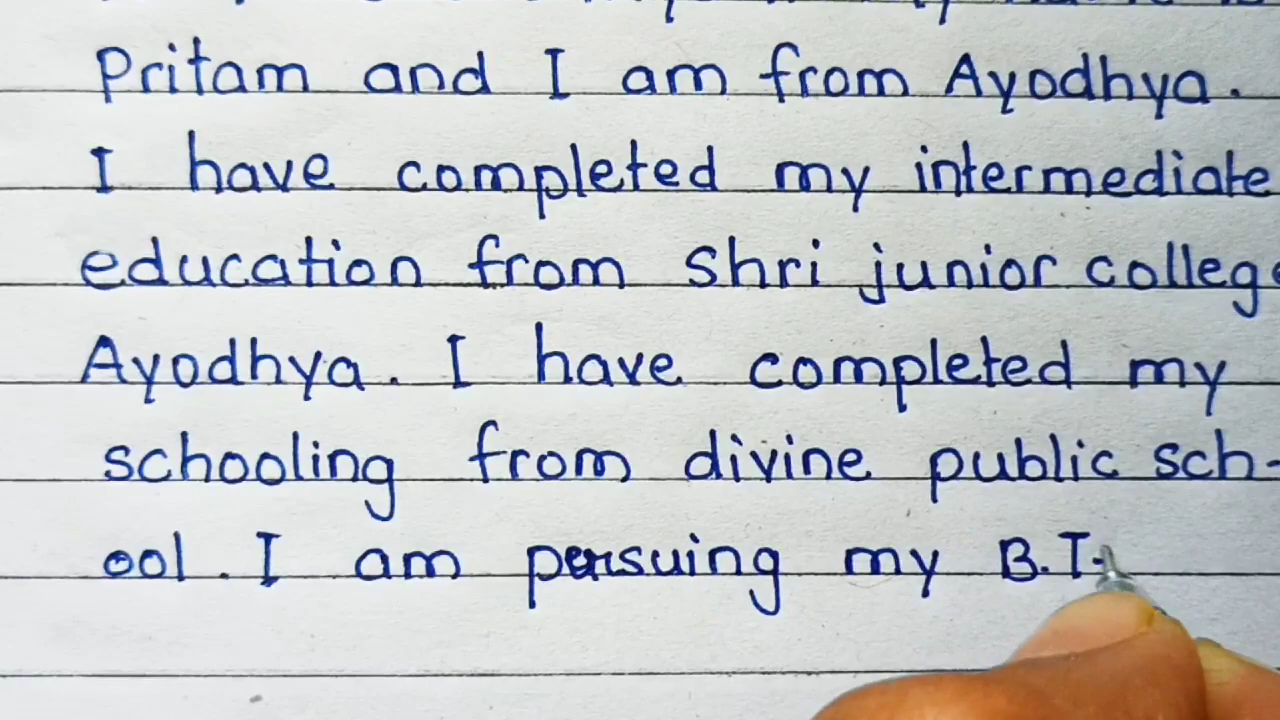 Pritam and I am from Ayodhya.
I have completed my intermediate
education from shri junior college
Ayodhya. I have completed my
schooling from divine public sch-
ool. I am persuing my B.T.